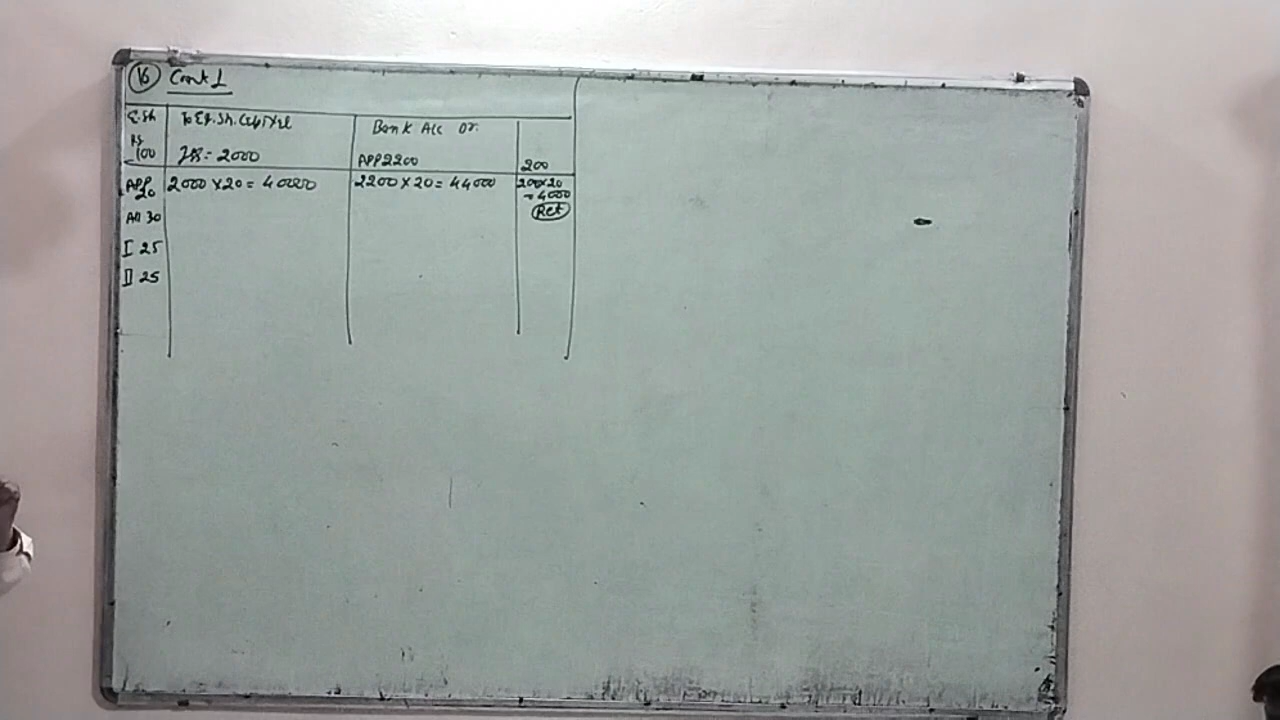 16
E.Sh To Eq. Sh. Capital Bank Acc Dr.
Rs 100 = 2000 APP 2200 200
APP 20 2000 × 20 = 40000 2200 × 20 = 44000 200×20
= 4000
Ret
All 30
I 25
II 25